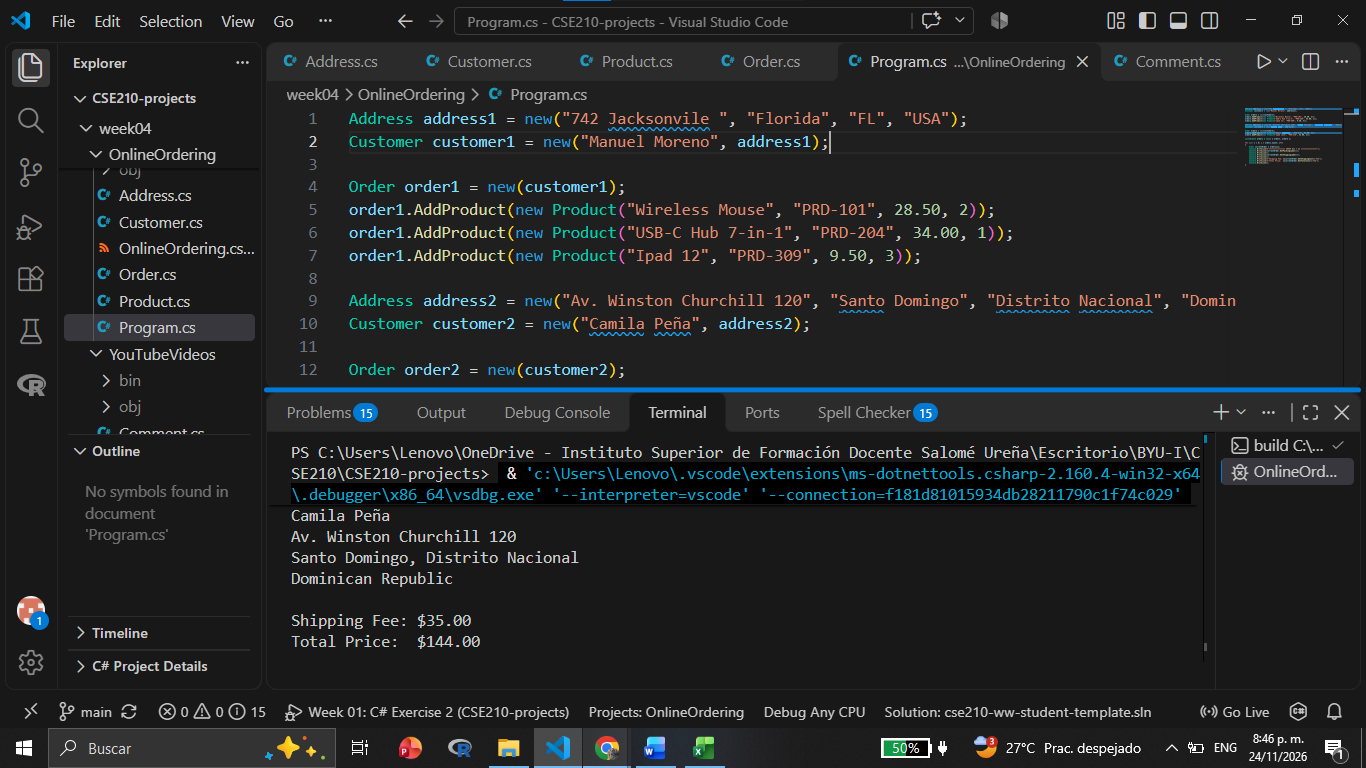 File Edit Selection View Go ···
Program.cs - CSE210-projects - Visual Studio Code
Explorer ···
CSE210-projects
week04
OnlineOrdering
obj
Address.cs
Customer.cs
OnlineOrdering.cs...
Order.cs
Product.cs
Program.cs
YouTubeVideos
bin
obj
Comment.cs
Outline
No symbols found in
document
'Program.cs'
Timeline
C# Project Details
1
Address.cs Customer.cs Product.cs Order.cs Program.cs ...\OnlineOrdering Comment.cs
week04 > OnlineOrdering > Program.cs
1 Address address1 = new("742 Jacksonvile ", "Florida", "FL", "USA");
2 Customer customer1 = new("Manuel Moreno", address1);
3
4 Order order1 = new(customer1);
5 order1.AddProduct(new Product("Wireless Mouse", "PRD-101", 28.50, 2));
6 order1.AddProduct(new Product("USB-C Hub 7-in-1", "PRD-204", 34.00, 1));
7 order1.AddProduct(new Product("Ipad 12", "PRD-309", 9.50, 3));
8
9 Address address2 = new("Av. Winston Churchill 120", "Santo Domingo", "Distrito Nacional", "Domin
10 Customer customer2 = new("Camila Peña", address2);
11
12 Order order2 = new(customer2);
Problems 15 Output Debug Console Terminal Ports Spell Checker 15
PS C:\Users\Lenovo\OneDrive - Instituto Superior de Formación Docente Salomé Ureña\Escritorio\BYU-I\C
SE210\CSE210-projects> & 'c:\Users\Lenovo\.vscode\extensions\ms-dotnettools.csharp-2.160.4-win32-x64
\.debugger\x86_64\vsdbg.exe' '--interpreter=vscode' '--connection=f181d81015934db28211790c1f74c029'
Camila Peña
Av. Winston Churchill 120
Santo Domingo, Distrito Nacional
Dominican Republic
Shipping Fee: $35.00
Total Price: $144.00
build C:\...
OnlineOrd...
main 0 0 15 Week 01: C# Exercise 2 (CSE210-projects) Projects: OnlineOrdering Debug Any CPU Solution: cse210-ww-student-template.sln Go Live
Buscar
50%
3
27°C Prac. despejado
ENG
8:46 p. m.
24/11/2026
1